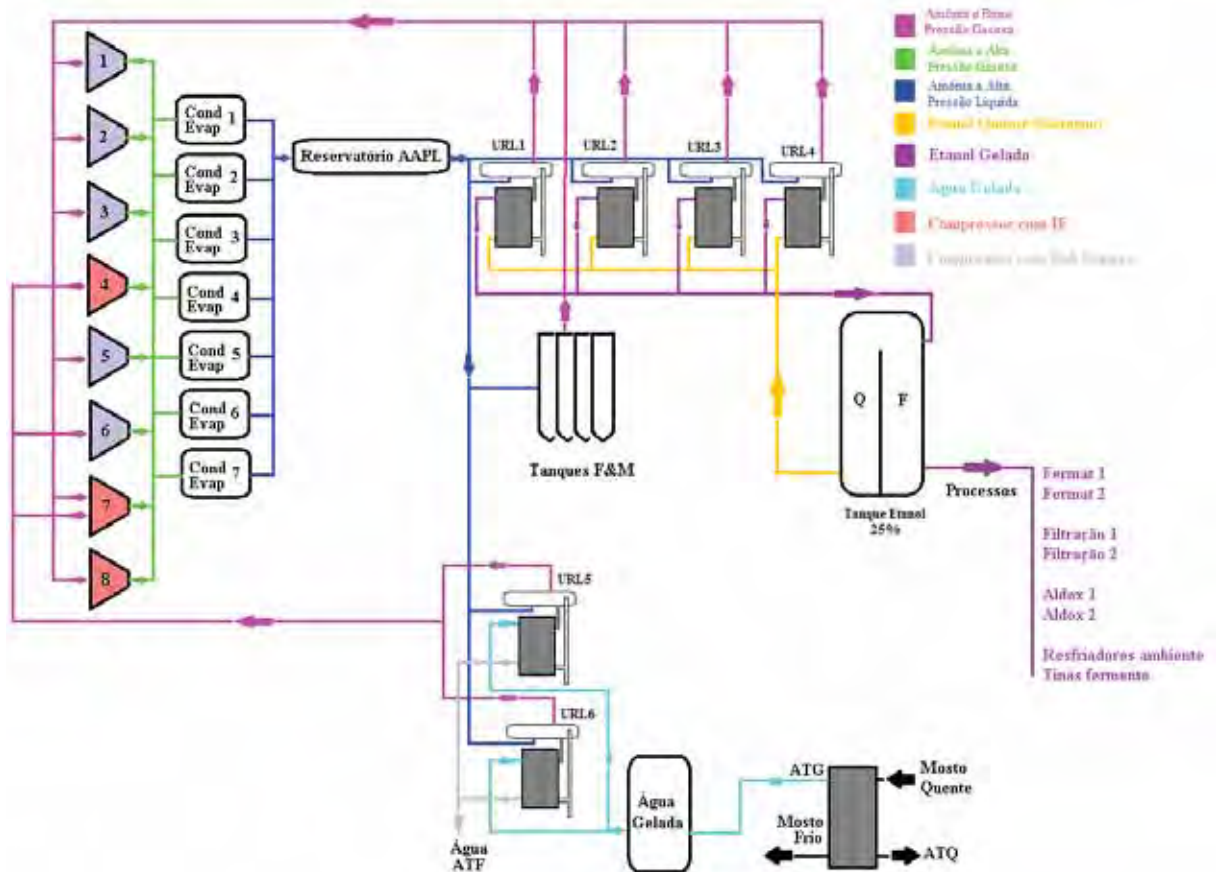 Amônia a Baixa
Pressão Gasosa
Amônia a Alta
Pressão Gasosa
Amônia a Alta
Pressão Líquida
Etanol
Etanol Gelado
Água Gelada
Compressor com IF
Compressor com
1
2
3
4
5
6
7
8
Cond
Evap 1
Cond
Evap 2
Cond
Evap 3
Cond
Evap 4
Cond
Evap 5
Cond
Evap 6
Cond
Evap 7
Reservatório AAPL
URL1
URL2
URL3
URL4
Tanques F&M
Q
F
Tanque Etanol
25%
Processos
Fermat 1
Fermat 2
Filtração 1
Filtração 2
Aldox 1
Aldox 2
Resfriadores ambiente
Tinas fermento
URL5
URL6
Água
ATF
Água
Gelada
ATG
Mosto
Quente
Mosto
Frio
ATQ